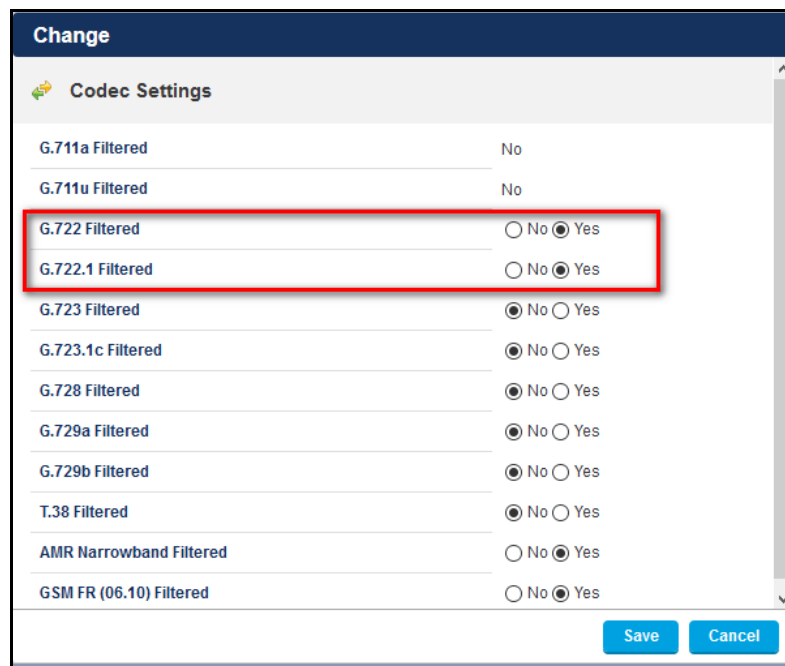 Change
Codec Settings
G.711a Filtered No
G.711u Filtered No
G.722 Filtered No Yes
G.722.1 Filtered No Yes
G.723 Filtered No Yes
G.723.1c Filtered No Yes
G.728 Filtered No Yes
G.729a Filtered No Yes
G.729b Filtered No Yes
T.38 Filtered No Yes
AMR Narrowband Filtered No Yes
GSM FR (06.10) Filtered No Yes
Save Cancel